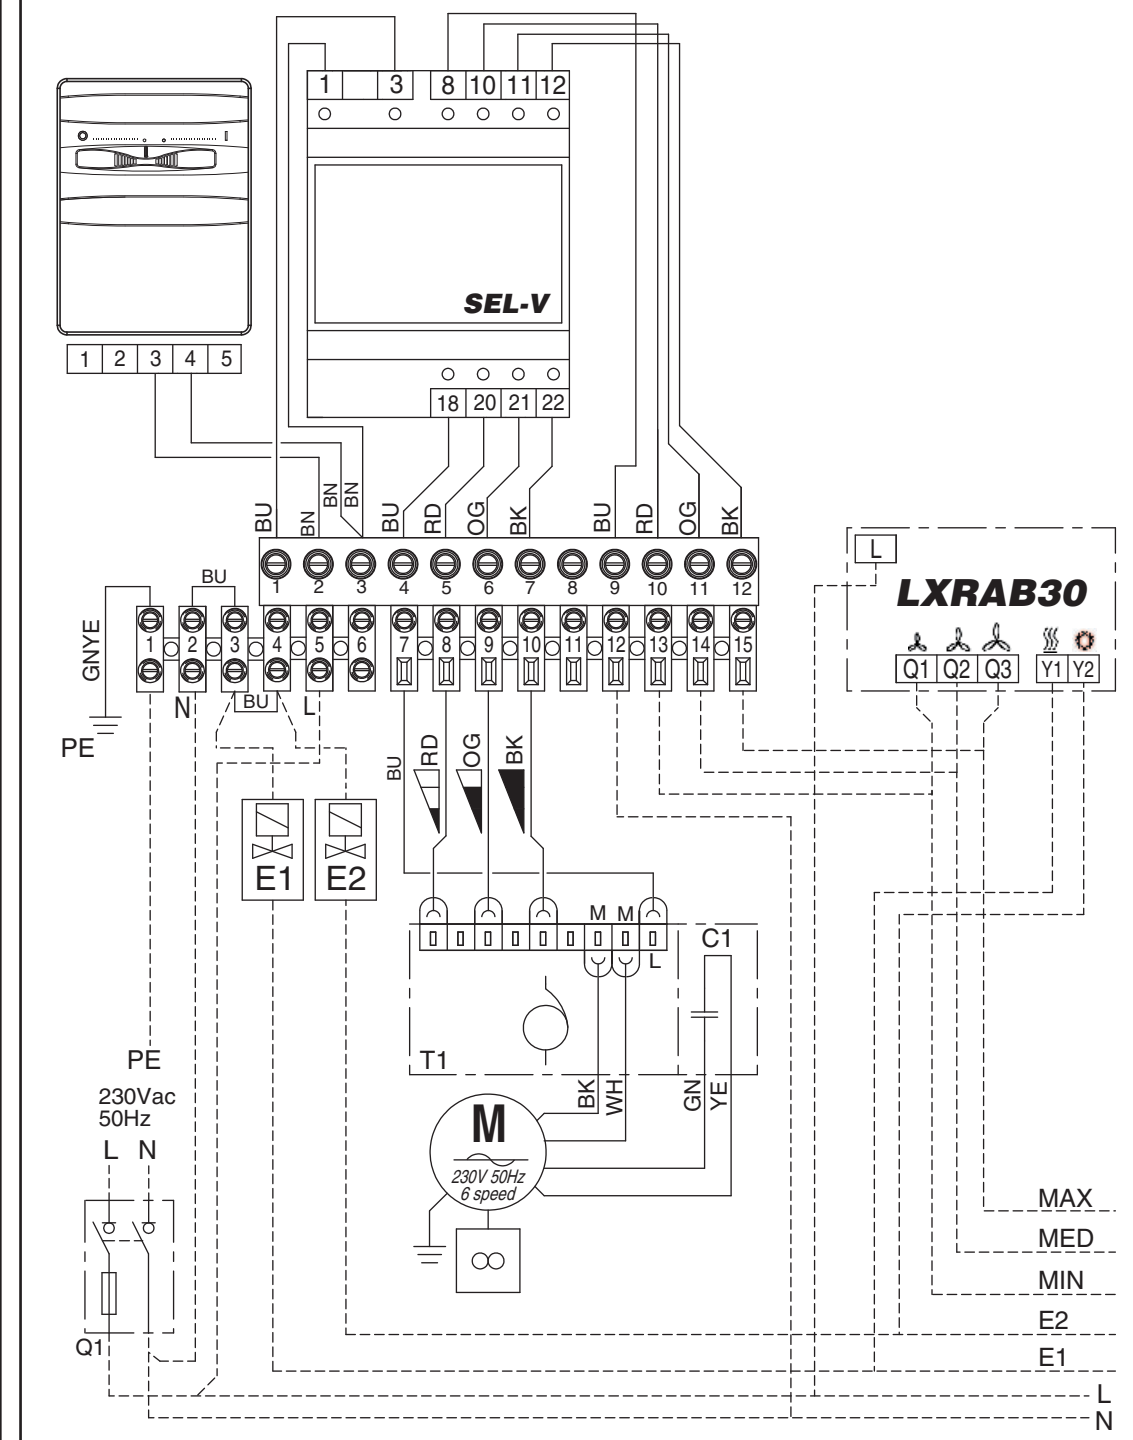 1 3 8 10 11 12
SEL-V
1 2 3 4 5
18 20 21 22
BU BN BN BN BU RD OG BK BU RD OG BK
1 2 3 4 5 6 7 8 9 10 11 12
L
LXRAB30
Q1 Q2 Q3 Y1 Y2
BU
GNYE
1 2 3 4 5 6 7 8 9 10 11 12 13 14 15
N BU L
PE
BU RD OG BK
E1 E2
M M
C1
L
T1
BK WH GN YE
PE
230Vac
50Hz
L N
M
230V 50Hz
6 speed
Q1
MAX
MED
MIN
E2
E1
L
N